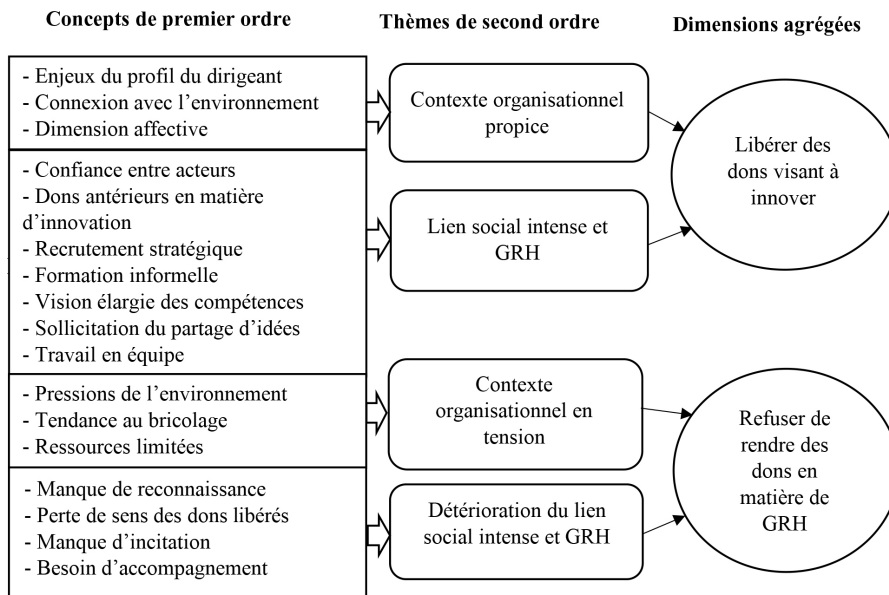 Concepts de premier ordre
Thèmes de second ordre
Dimensions agrégées
- Enjeux du profil du dirigeant
- Connexion avec l'environnement
- Dimension affective
Contexte organisationnel
propice
Libérer des
dons visant à
innover
- Confiance entre acteurs
- Dons antérieurs en matière
d'innovation
- Recrutement stratégique
- Formation informelle
- Vision élargie des compétences
- Sollicitation du partage d'idées
- Travail en équipe
Lien social intense et
GRH
- Pressions de l'environnement
- Tendance au bricolage
- Ressources limitées
Contexte
organisationnel en
tension
Refuser de
rendre des
dons en
matière de
GRH
- Manque de reconnaissance
- Perte de sens des dons libérés
- Manque d'incitation
- Besoin d'accompagnement
Détérioration du lien
social intense et GRH